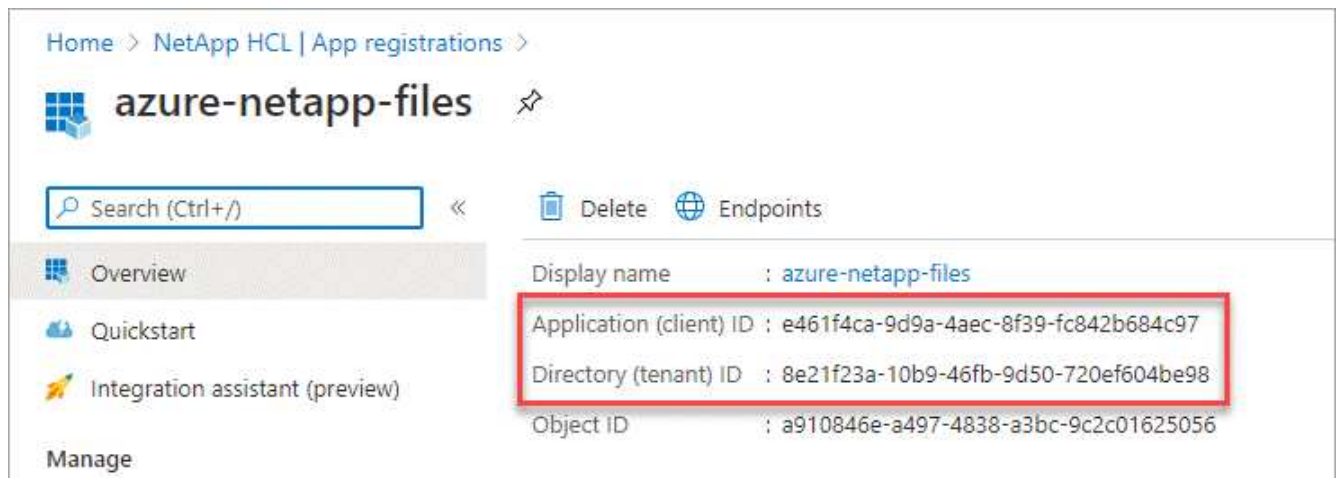 Home > NetApp HCL | App registrations >
azure-netapp-files
Search (Ctrl+/)
«
Delete
Endpoints
Overview
Quickstart
Integration assistant (preview)
Manage
Display name : azure-netapp-files
Application (client) ID : e461f4ca-9d9a-4aec-8f39-fc842b684c97
Directory (tenant) ID : 8e21f23a-10b9-46fb-9d50-720ef604be98
Object ID : a910846e-a497-4838-a3bc-9c2c01625056